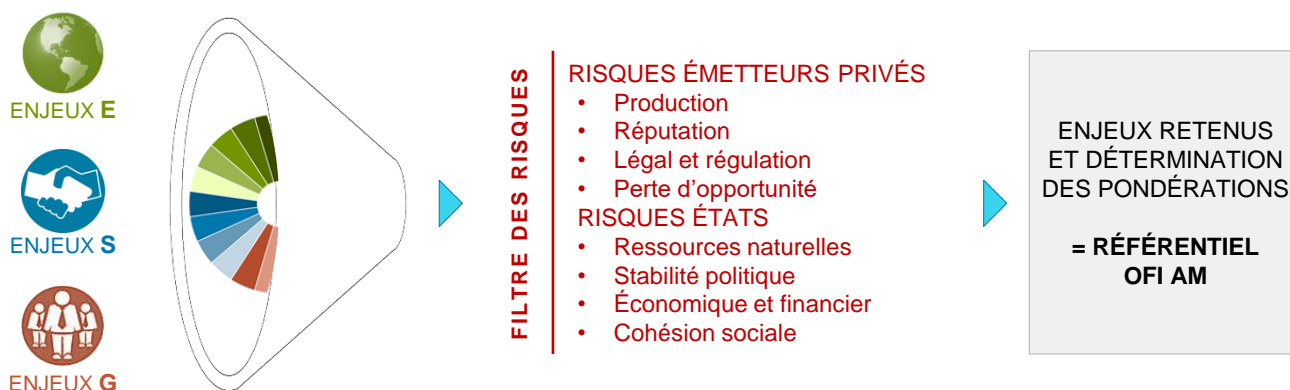 ENJEUX E
ENJEUX S
ENJEUX G
FILTRE DES RISQUES
RISQUES ÉMETTEURS PRIVÉS
• Production
• Réputation
• Légal et régulation
• Perte d'opportunité
RISQUES ÉTATS
• Ressources naturelles
• Stabilité politique
• Économique et financier
• Cohésion sociale
ENJEUX RETENUS
ET DÉTERMINATION
DES PONDÉRATIONS
= RÉFÉRENTIEL
OFI AM